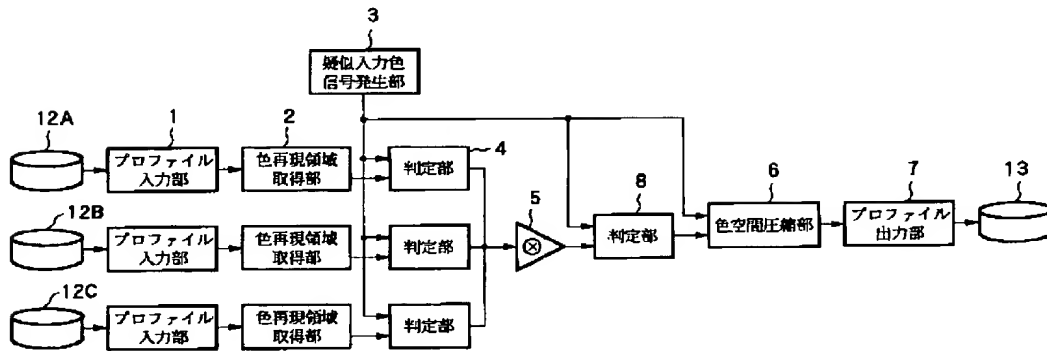 3
疑似入力色
信号発生部
12A
1
プロファイル
入力部
2
色再現領域
取得部
4
判定部
12B
プロファイル
入力部
色再現領域
取得部
判定部
12C
プロファイル
入力部
色再現領域
取得部
判定部
5
8
判定部
6
色空間圧縮部
7
プロファイル
出力部
13